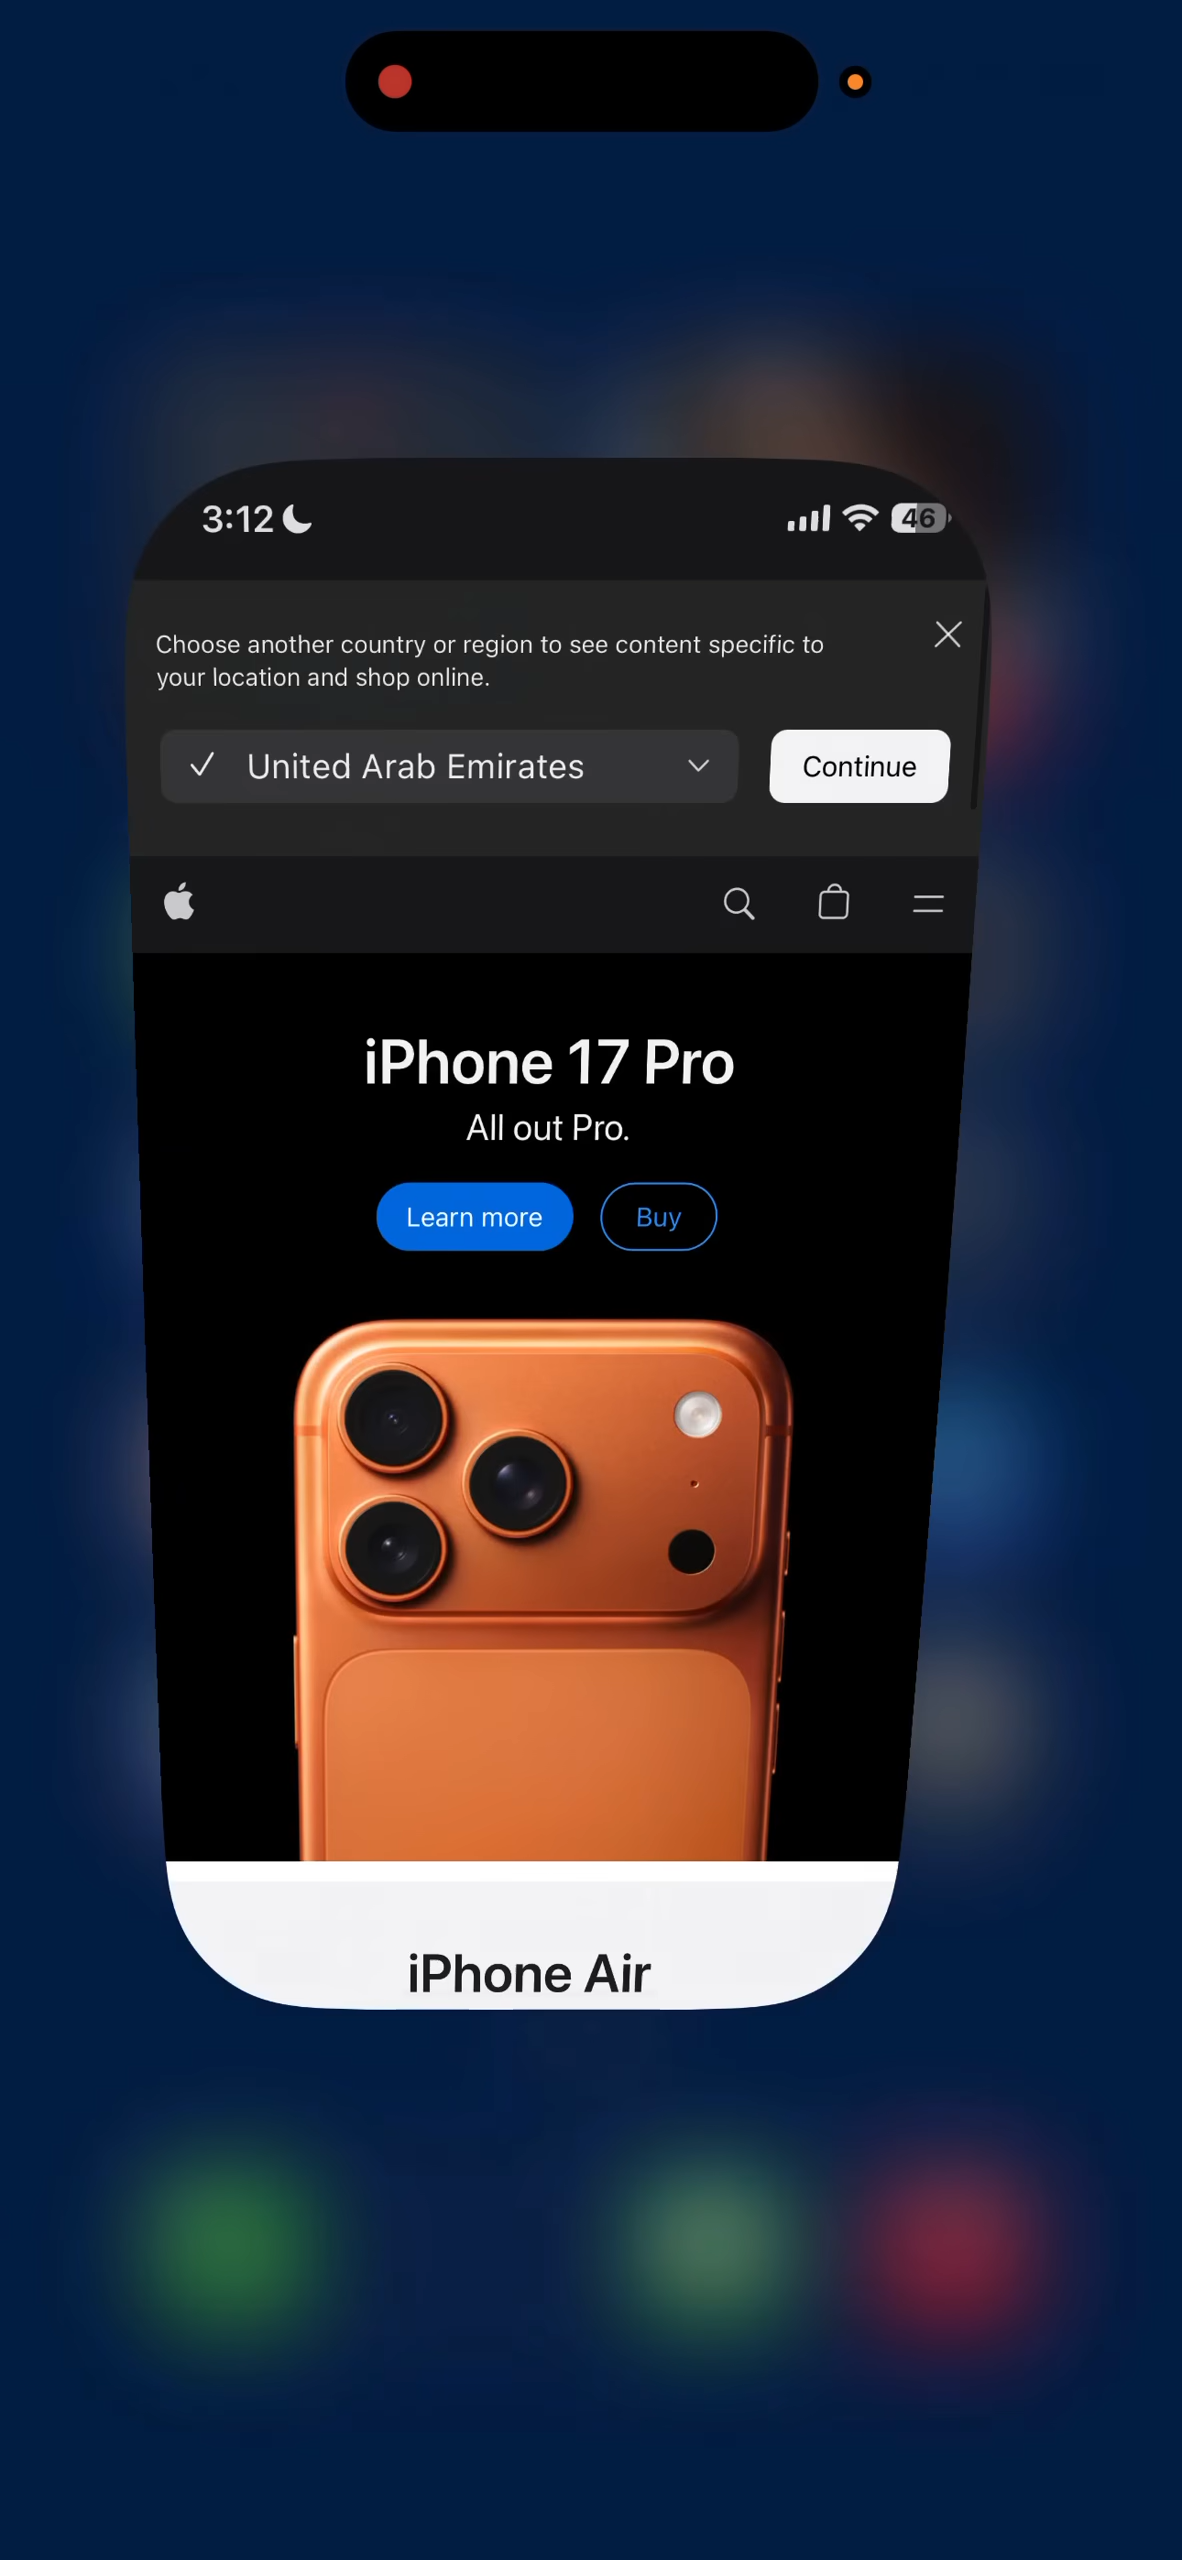 3:12
46
Choose another country or region to see content specific to
your location and shop online.
United Arab Emirates
Continue
iPhone 17 Pro
All out Pro.
Learn more
Buy
iPhone Air